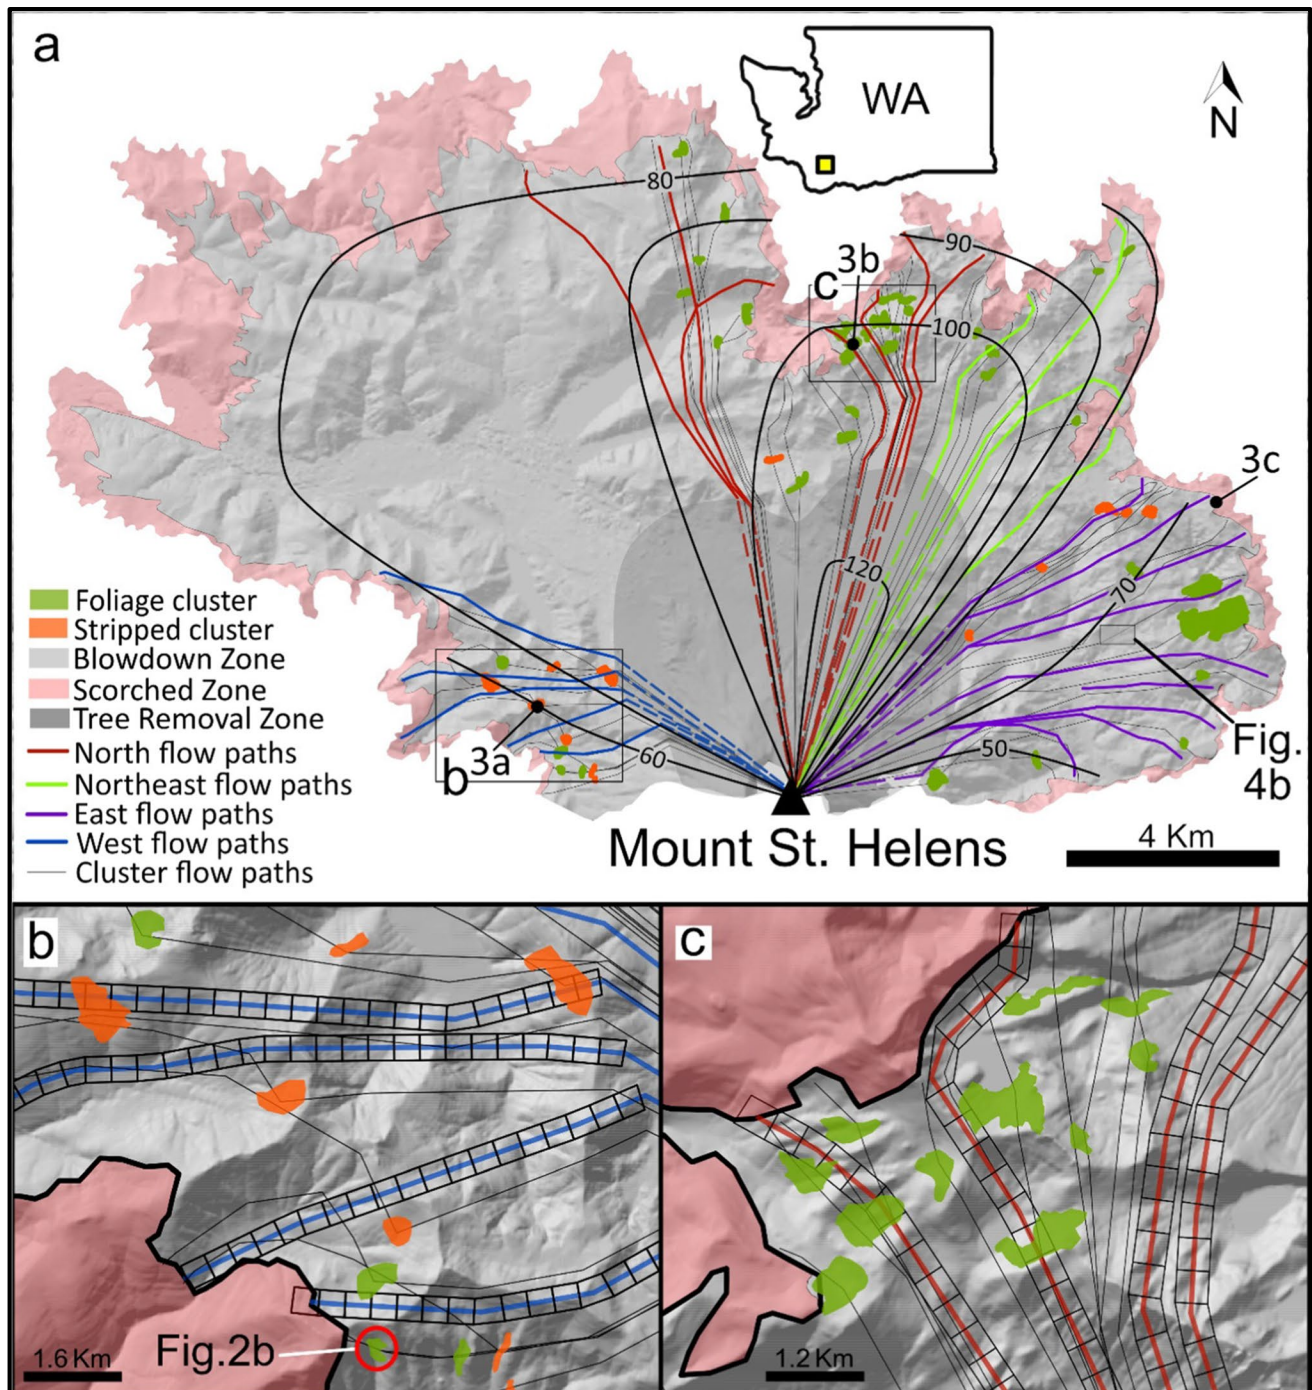 a
WA
N
80
90
3b
c
100
3c
120
70
Foliage cluster
Stripped cluster
Blowdown Zone
Scorched Zone
Tree Removal Zone
North flow paths
Northeast flow paths
East flow paths
West flow paths
Cluster flow paths
b
3a
60
50
Fig.
4b
Mount St. Helens
4 Km
b
Fig.2b
1.6 Km
c
1.2 Km